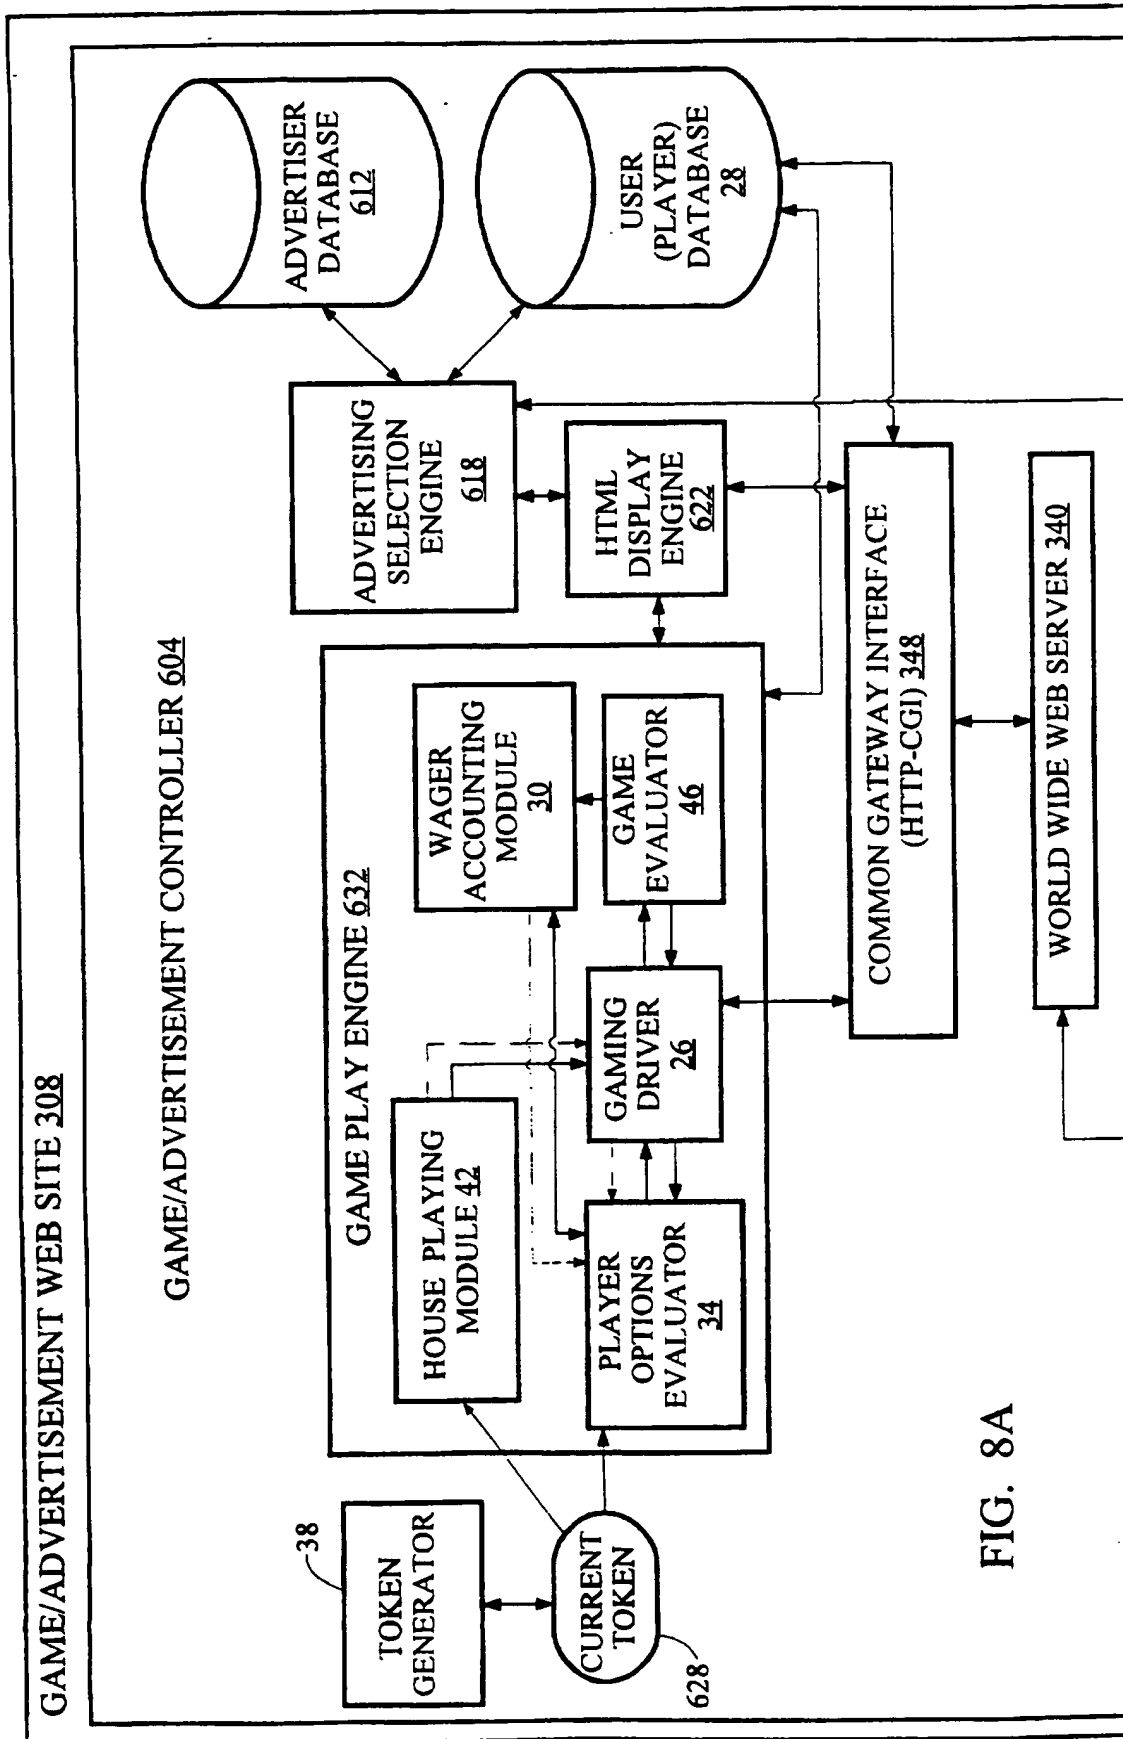 GAME/ADVERTISEMENT WEB SITE 308
GAME/ADVERTISEMENT CONTROLLER 604
38
TOKEN
GENERATOR
CURRENT
TOKEN
628
GAME PLAY ENGINE 632
HOUSE PLAYING
MODULE 42
WAGER
ACCOUNTING
MODULE
30
PLAYER
OPTIONS
EVALUATOR
34
GAMING
DRIVER
26
GAME
EVALUATOR
46
ADVERTISING
SELECTION
ENGINE
618
HTML
DISPLAY
ENGINE
622
ADVERTISER
DATABASE
612
USER
(PLAYER)
DATABASE
28
COMMON GATEWAY INTERFACE
(HTTP-CGI) 348
WORLD WIDE WEB SERVER 340
FIG. 8A